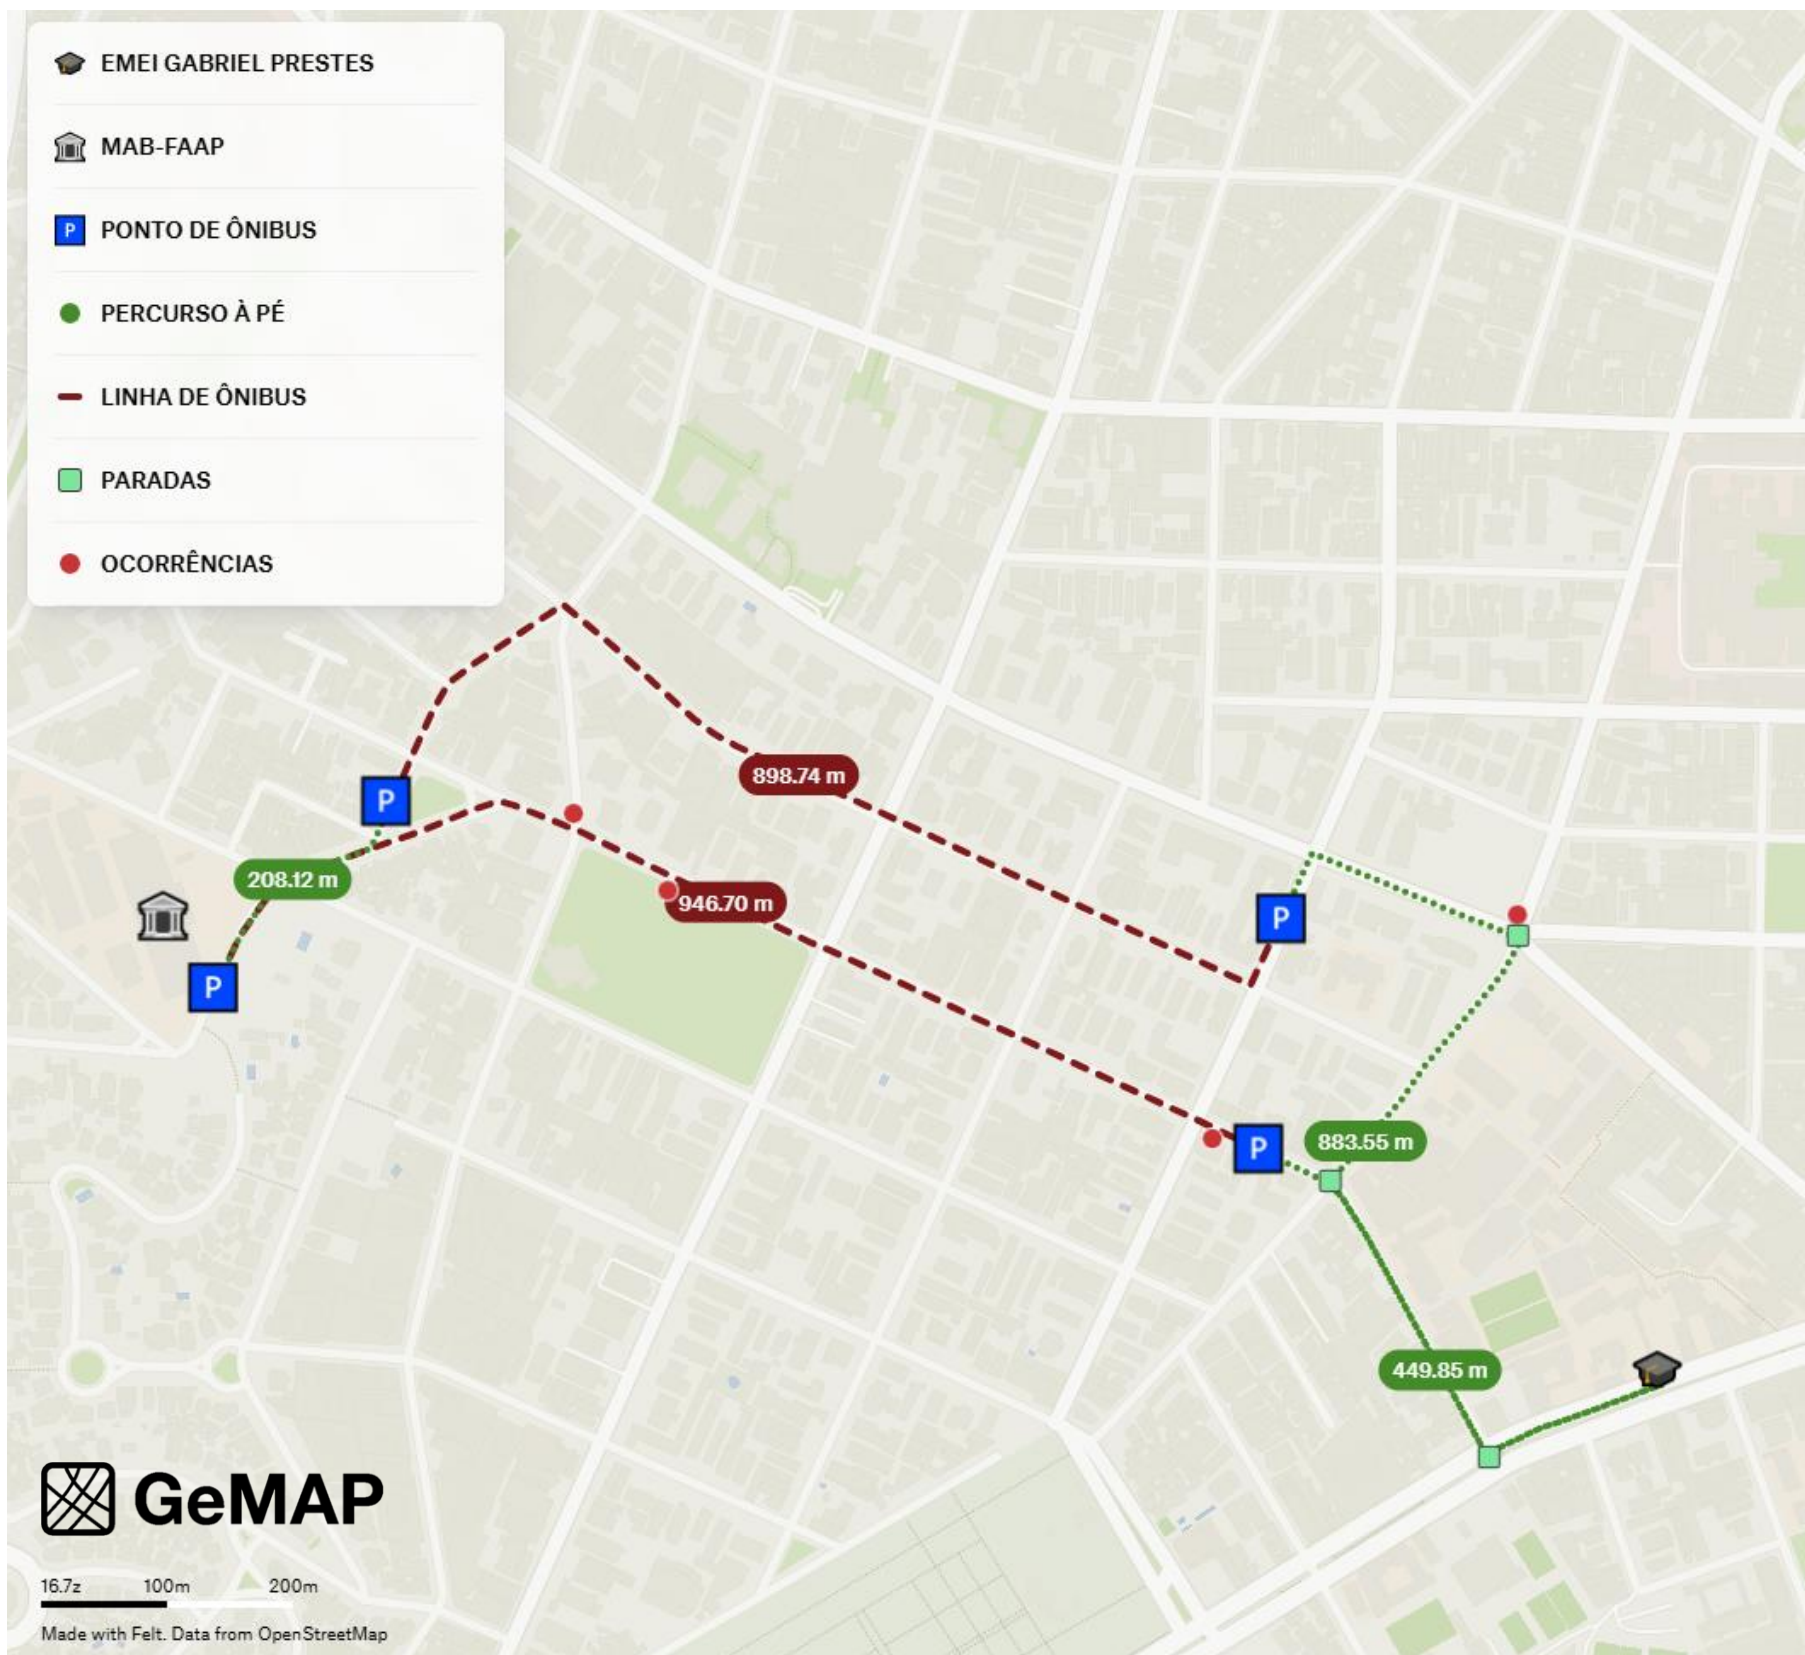 EMEI GABRIEL PRESTES
MAB-FAAP
P PONTO DE ÔNIBUS
PERCURSO À PÉ
LINHA DE ÔNIBUS
PARADAS
OCORRÊNCIAS
898.74 m
P
208.12 m
946.70 m
P
P
883.55 m
P
449.85 m
GeMAP
16.7z 100m 200m
Made with Felt. Data from OpenStreetMap